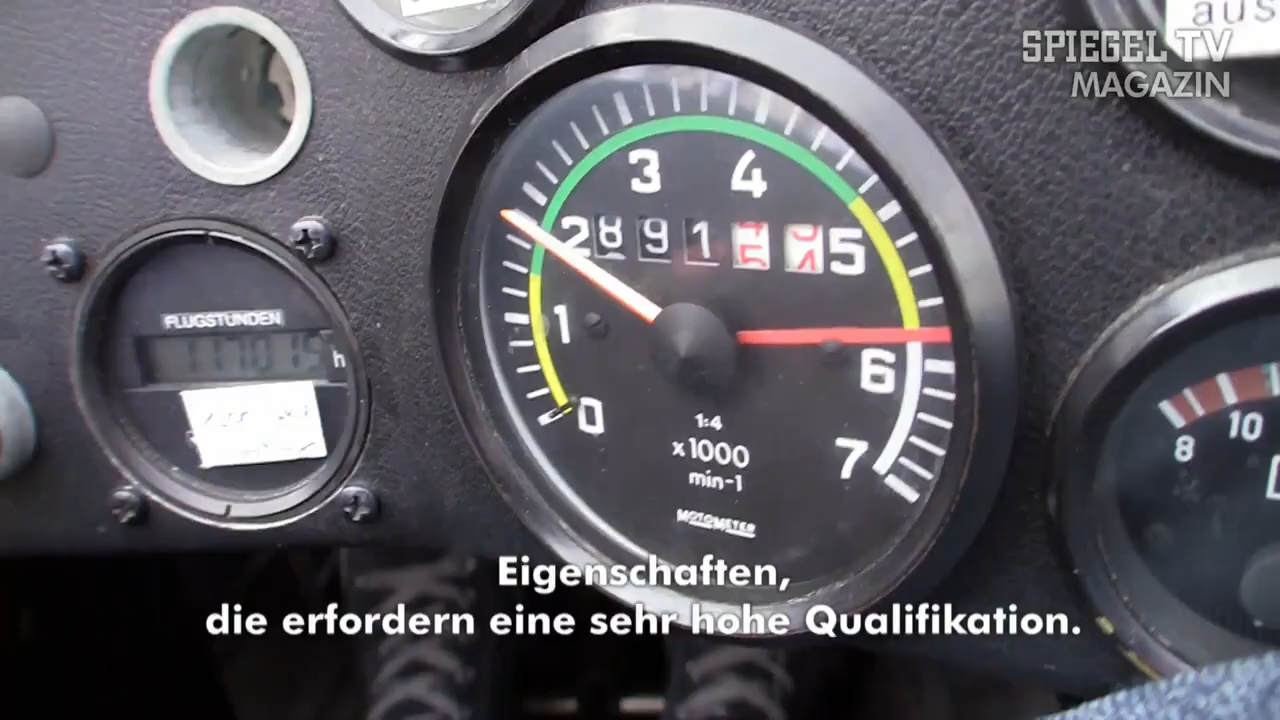 aus
SPIEGEL TV
MAGAZIN
3 4
2 8 9 1 5
1
FLUGSTUNDEN
h
6
0
7
1:4
x1000
min-1
MOTOMETER
8 10
Eigenschaften,
die erfordern eine sehr hohe Qualifikation.